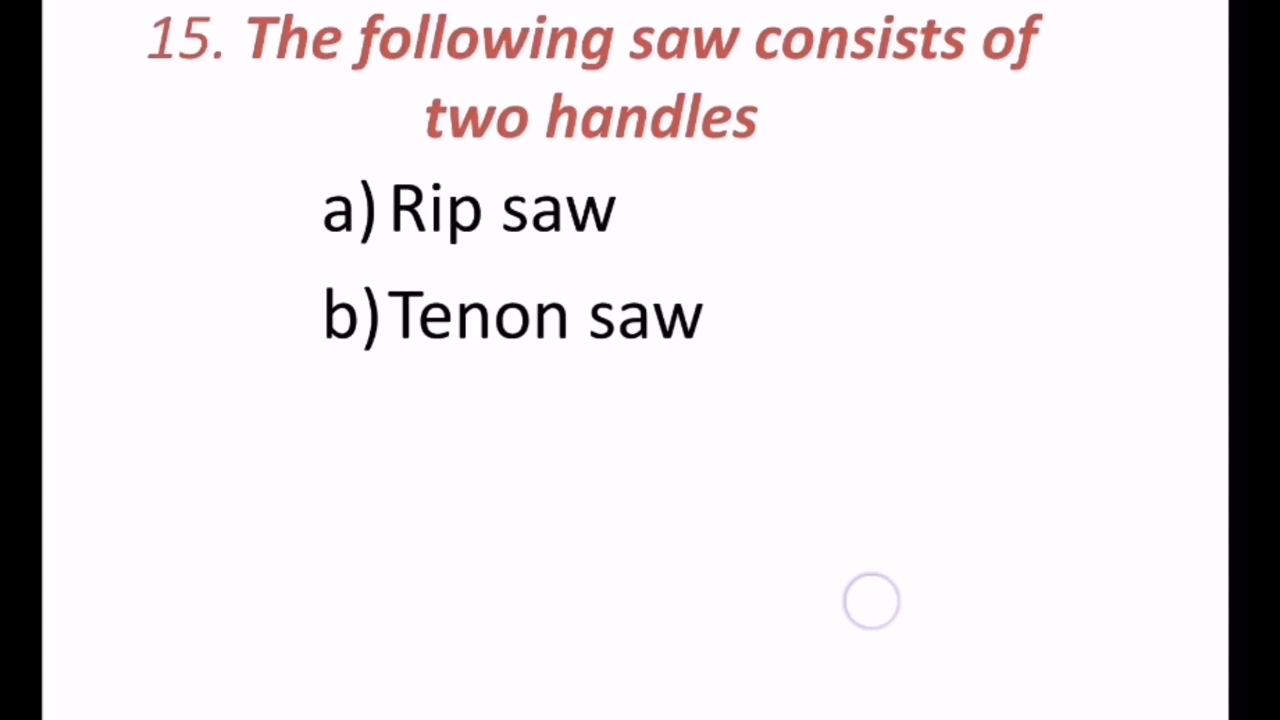 15. The following saw consists of
two handles
a) Rip saw
b) Tenon saw